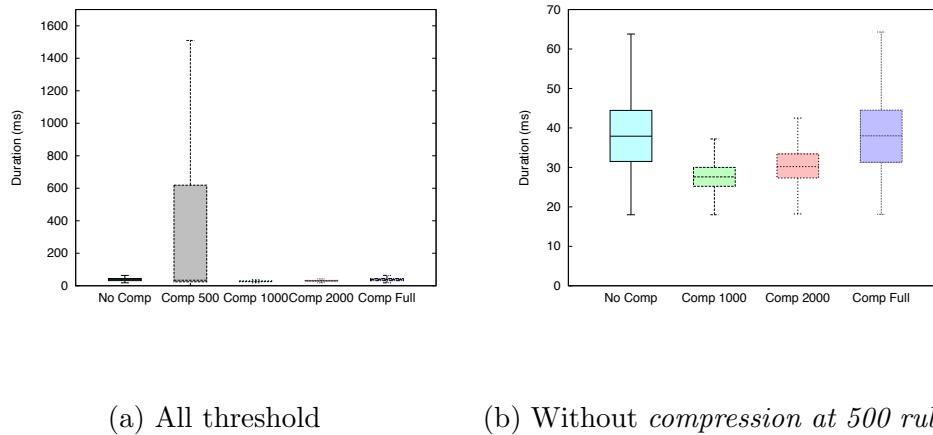 1600
1400
1200
1000
800
600
400
200
0
Duration (ms)
No Comp Comp 500 Comp 1000 Comp 2000 Comp Full
70
60
50
40
30
20
10
0
Duration (ms)
No Comp Comp 1000 Comp 2000 Comp Full
(a) All threshold
(b) Without compression at 500 rul